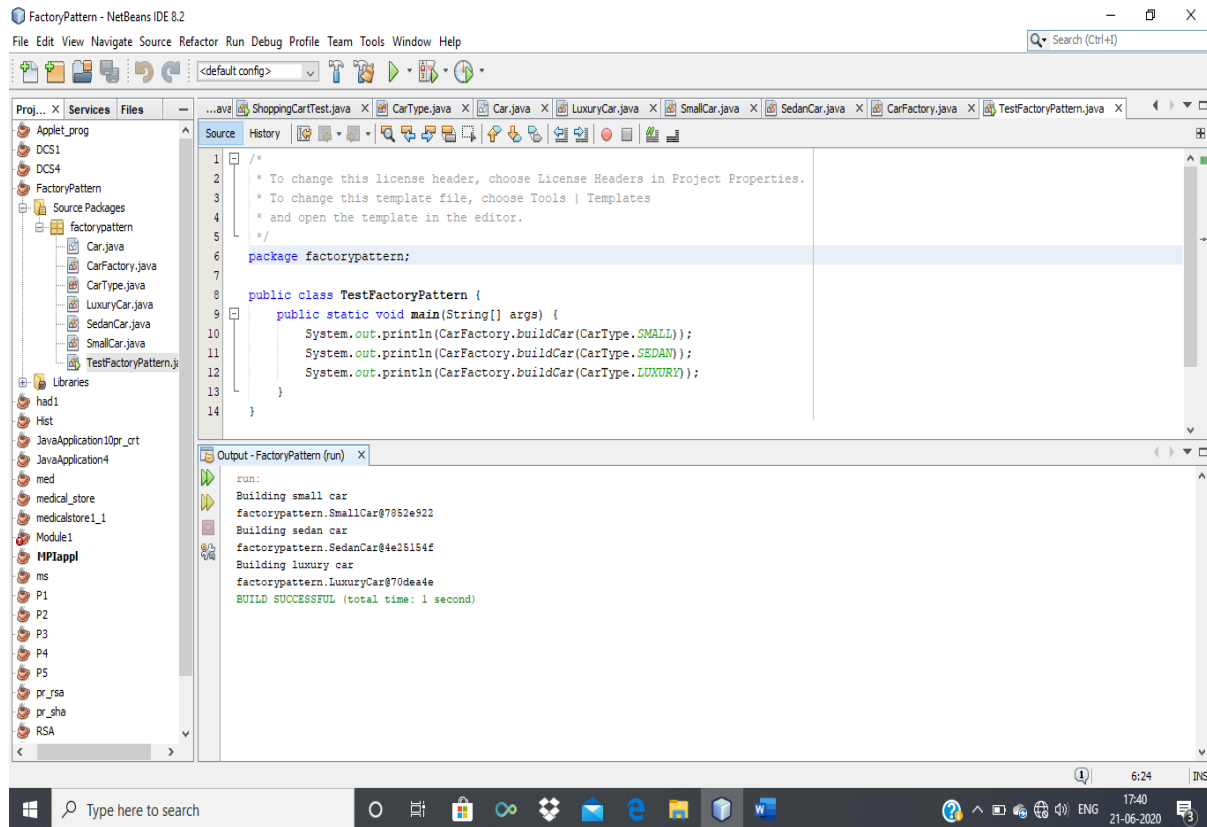 FactoryPattern - NetBeans IDE 8.2
File Edit View Navigate Source Refactor Run Debug Profile Team Tools Window Help
Search (Ctrl+I)
<default config>
Proj... X Services Files
...ava ShoppingCartTest.java X CarType.java X Car.java X LuxuryCar.java X SmallCar.java X SedanCar.java X CarFactory.java X TestFactoryPattern.java X
Source History
Applet_prog
DCS1
DCS4
FactoryPattern
Source Packages
factorypattern
Car.java
CarFactory.java
CarType.java
LuxuryCar.java
SedanCar.java
SmallCar.java
TestFactoryPattern.ja
Libraries
had1
Hist
JavaApplication10pr_crt
JavaApplication4
med
medical_store
medicalstore1_1
Module1
MPIappl
ms
P1
P2
P3
P4
P5
pr_rsa
pr_sha
RSA
1 /*
2 * To change this license header, choose License Headers in Project Properties.
3 * To change this template file, choose Tools | Templates
4 * and open the template in the editor.
5 */
6 package factorypattern;
7
8 public class TestFactoryPattern {
9 public static void main(String[] args) {
10 System.out.println(CarFactory.buildCar(CarType.SMALL));
11 System.out.println(CarFactory.buildCar(CarType.SEDAN));
12 System.out.println(CarFactory.buildCar(CarType.LUXURY));
13 }
14 }
Output - FactoryPattern (run) X
run:
Building small car
factorypattern.SmallCar@7852e922
Building sedan car
factorypattern.SedanCar@4e25154f
Building luxury car
factorypattern.LuxuryCar@70dea4e
BUILD SUCCESSFUL (total time: 1 second)
1 6:24 INS
Type here to search
ENG
17:40
21-06-2020
3